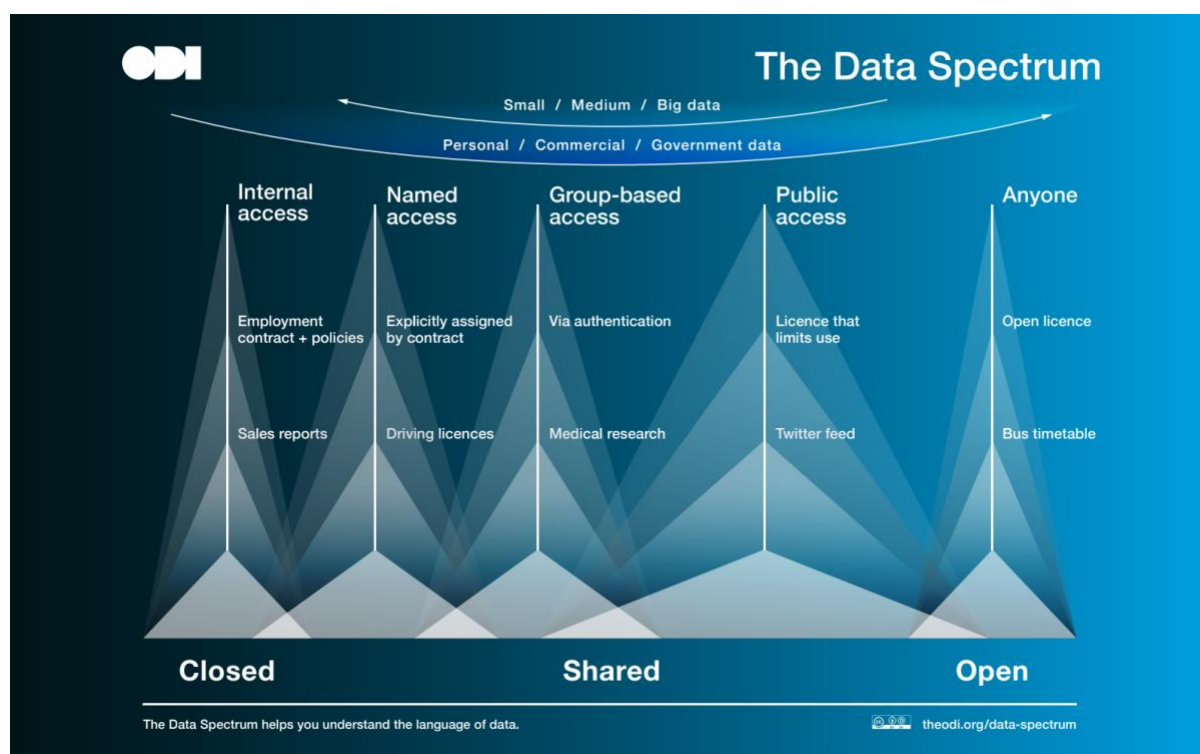 ODI
The Data Spectrum
Small / Medium / Big data
Personal / Commercial / Government data
Internal
access
Named
access
Group-based
access
Public
access
Anyone
Employment
contract + policies
Explicitly assigned
by contract
Via authentication
Licence that
limits use
Open licence
Sales reports
Driving licences
Medical research
Twitter feed
Bus timetable
Closed
Shared
Open
The Data Spectrum helps you understand the language of data.
theodi.org/data-spectrum